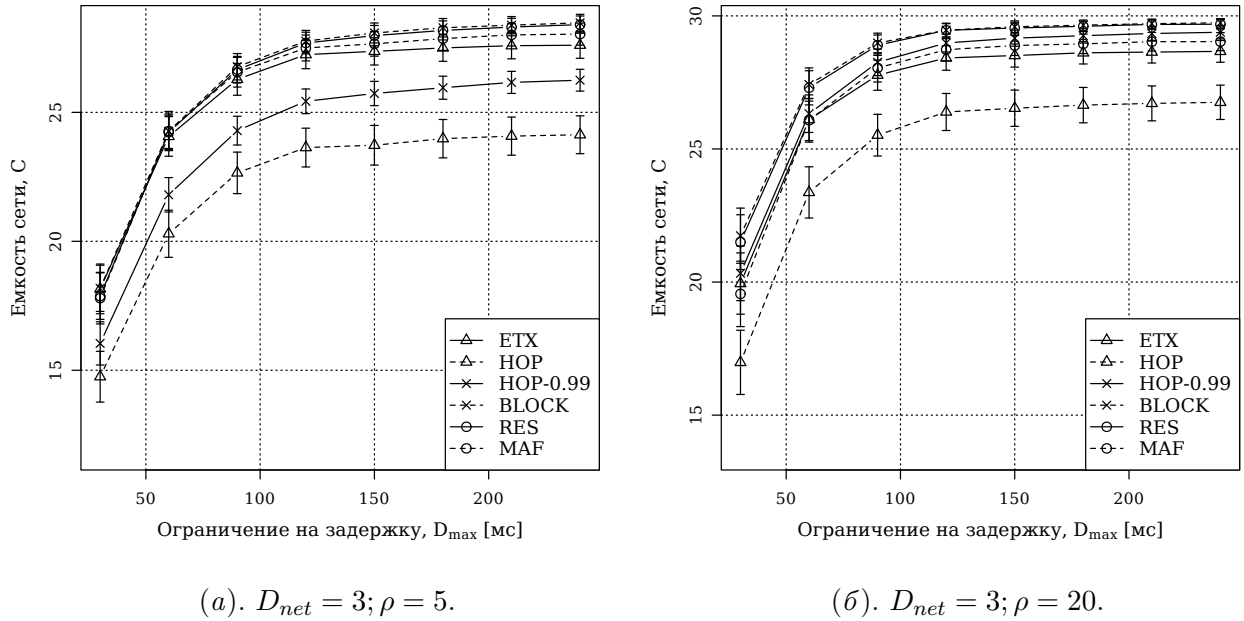 Емкость сети, C
15
20
25
50
100
150
200
Ограничение на задержку, D_max [мс]
ETX
HOP
HOP-0.99
BLOCK
RES
MAF
(а). D_net = 3; ρ = 5.
Емкость сети, C
15
20
25
30
50
100
150
200
Ограничение на задержку, D_max [мс]
ETX
HOP
HOP-0.99
BLOCK
RES
MAF
(б). D_net = 3; ρ = 20.